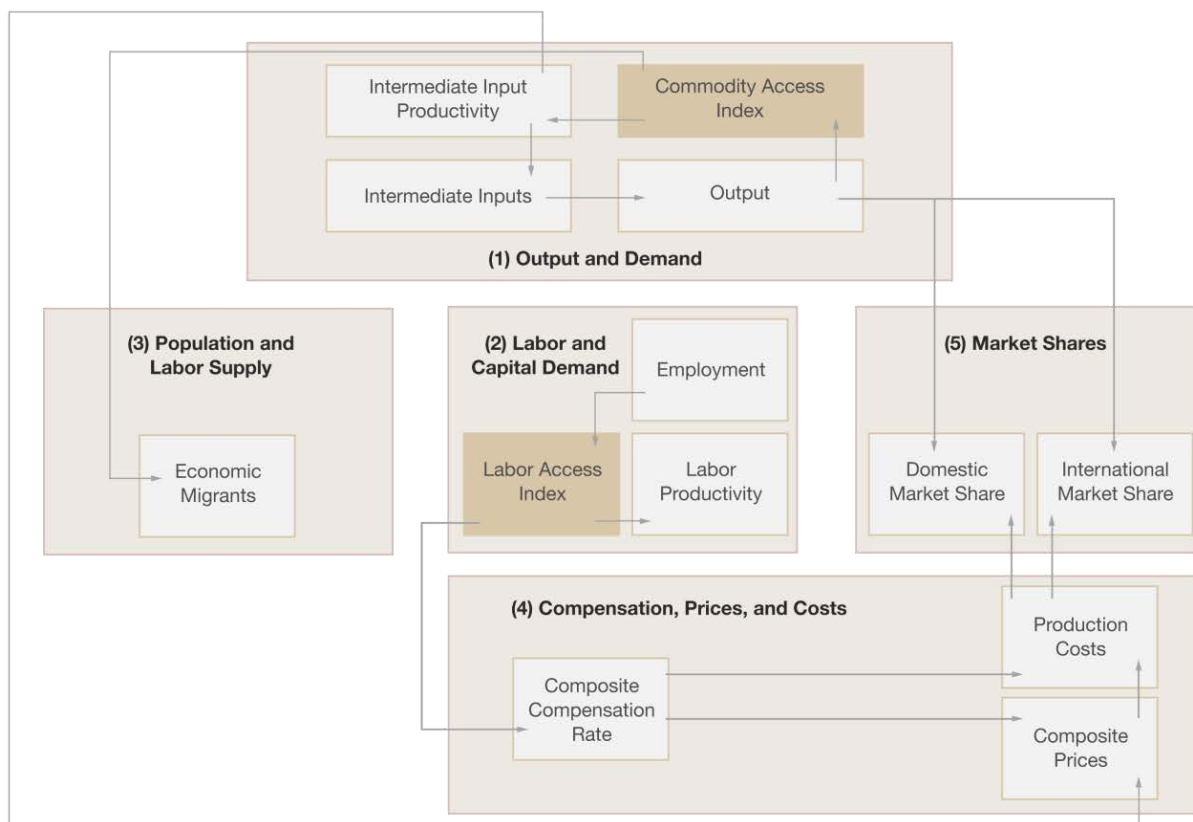 Intermediate Input
Productivity
Commodity Access
Index
Intermediate Inputs
Output
(1) Output and Demand
(3) Population and
Labor Supply
Economic
Migrants
(2) Labor and
Capital Demand
Employment
Labor Access
Index
Labor
Productivity
(5) Market Shares
Domestic
Market Share
International
Market Share
(4) Compensation, Prices, and Costs
Production
Costs
Composite
Compensation
Rate
Composite
Prices